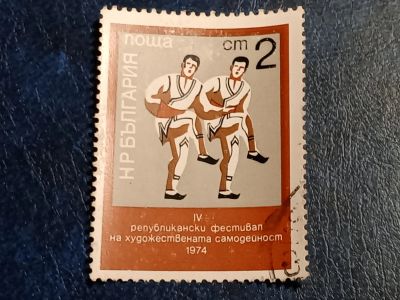 поща
ст 2
НР БЪЛГАРИЯ
IV
републикански фестивал
на художествената самодейност
1974